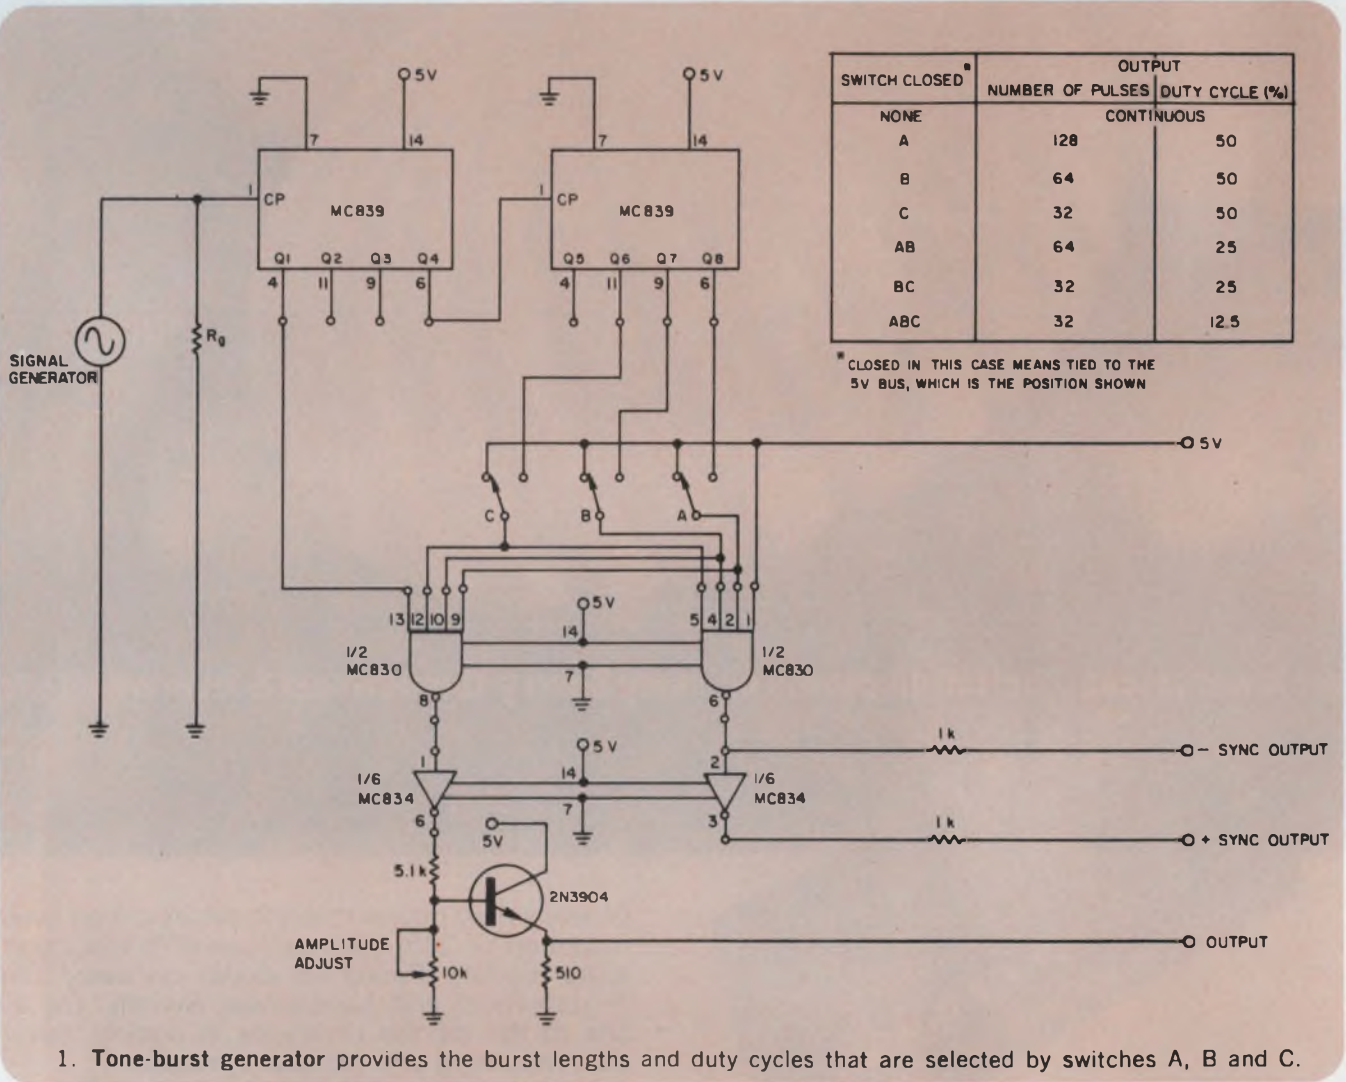 5V
5V
7
14
7
14
1
CP
MC839
1
CP
MC839
Q1 Q2 Q3 Q4
Q5 Q6 Q7 Q8
4 11 9 6
4 11 9 6
SWITCH CLOSED*
OUTPUT
NUMBER OF PULSES DUTY CYCLE (%)
NONE CONTINUOUS
A 128 50
B 64 50
C 32 50
AB 64 25
BC 32 25
ABC 32 12.5
* CLOSED IN THIS CASE MEANS TIED TO THE
5V BUS, WHICH IS THE POSITION SHOWN
SIGNAL
GENERATOR
Rg
5V
C B A
13 12 10 9
5V
14
7
5 4 2 1
1/2
MC830
1/2
MC830
8
6
1k
- SYNC OUTPUT
1
5V
14
7
2
1/6
MC834
1/6
MC834
6
3
1k
+ SYNC OUTPUT
5V
5.1k
2N3904
AMPLITUDE
ADJUST
10k
510
OUTPUT
1. Tone-burst generator provides the burst lengths and duty cycles that are selected by switches A, B and C.